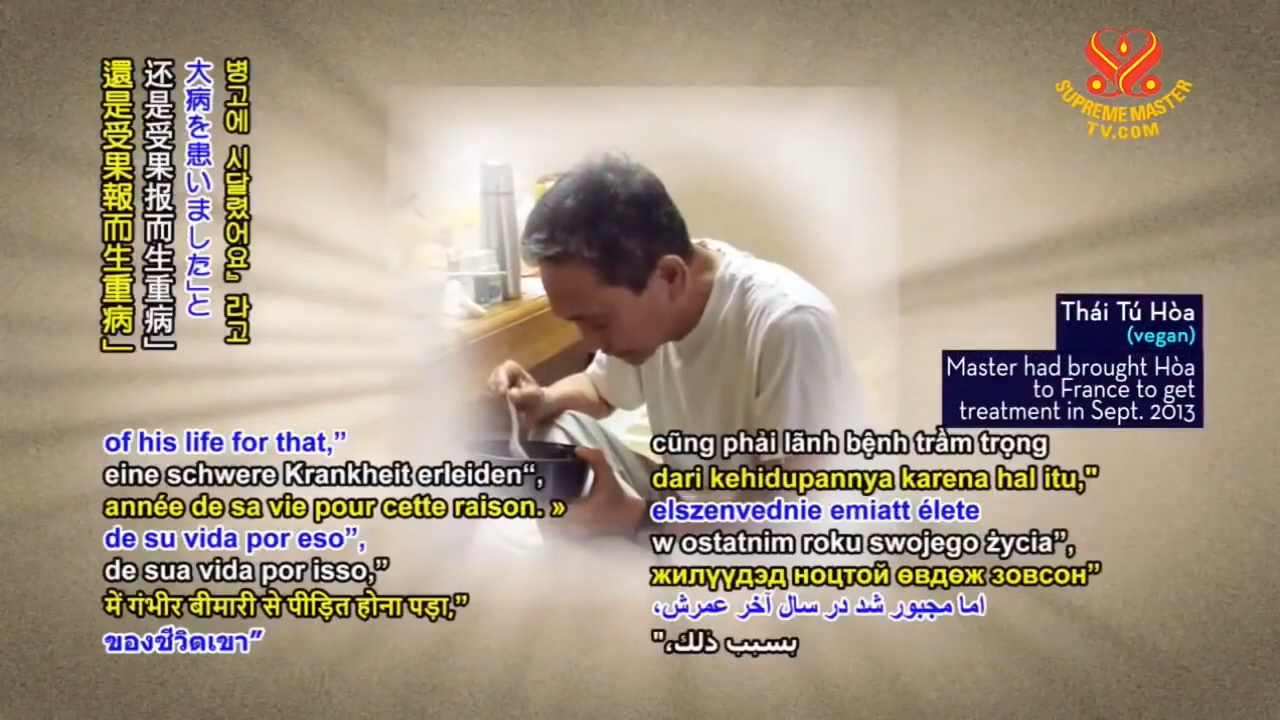 병고에 시달렸어요』라고
大病を患いました」と
还是受果报而生重病」
還是受果報而生重病」
SUPREME MASTER
TV.COM
Thái Tú Hòa
(vegan)
Master had brought Hòa
to France to get
treatment in Sept. 2013
of his life for that,”
eine schwere Krankheit erleiden“,
année de sa vie pour cette raison. »
de su vida por eso”,
de sua vida por isso,”
में गंभीर बीमारी से पीड़ित होना पड़ा,”
ของชีวิตเขา”
cũng phải lãnh bệnh trầm trọng
dari kehidupannya karena hal itu,"
elszenvednie emiatt élete
w ostatnim roku swojego życia”,
жилүүдэд ноцтой өвдөж зовсон”
اما مجبور شد در سال آخر عمرش،
بسبب ذلك،"